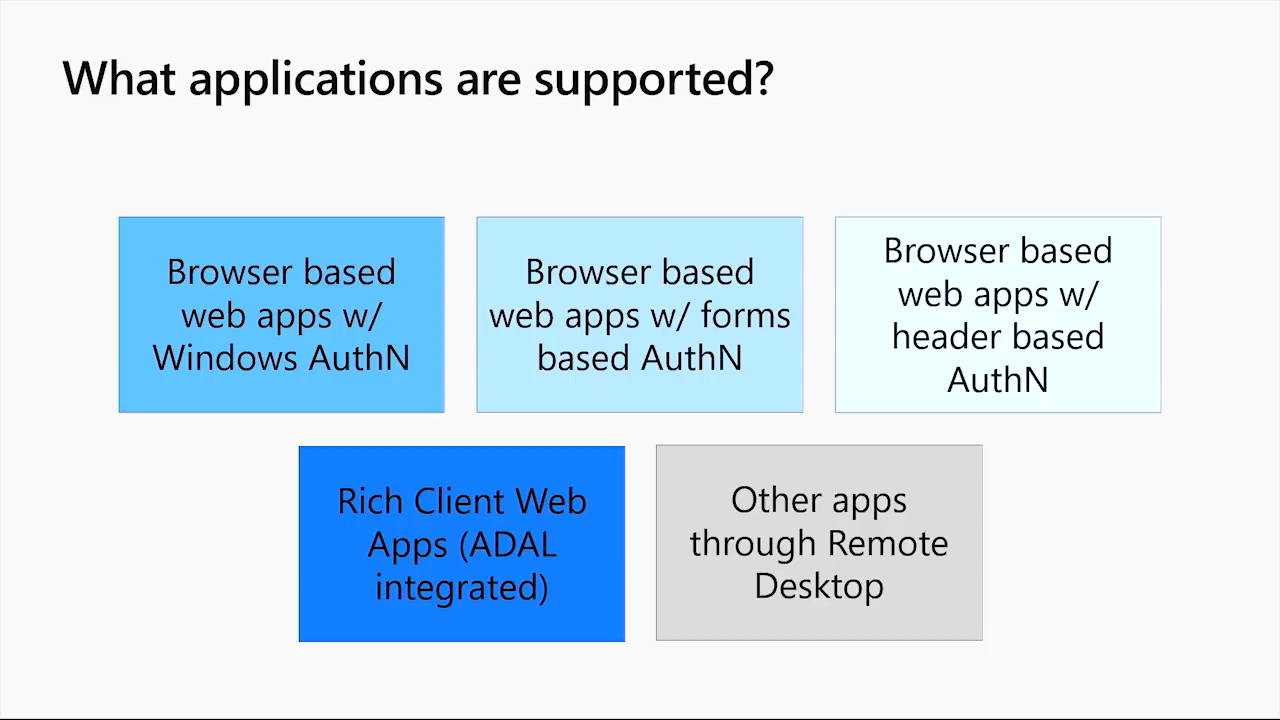 What applications are supported?
Browser based
web apps w/
Windows AuthN
Browser based
web apps w/ forms
based AuthN
Browser based
web apps w/
header based
AuthN
Rich Client Web
Apps (ADAL
integrated)
Other apps
through Remote
Desktop